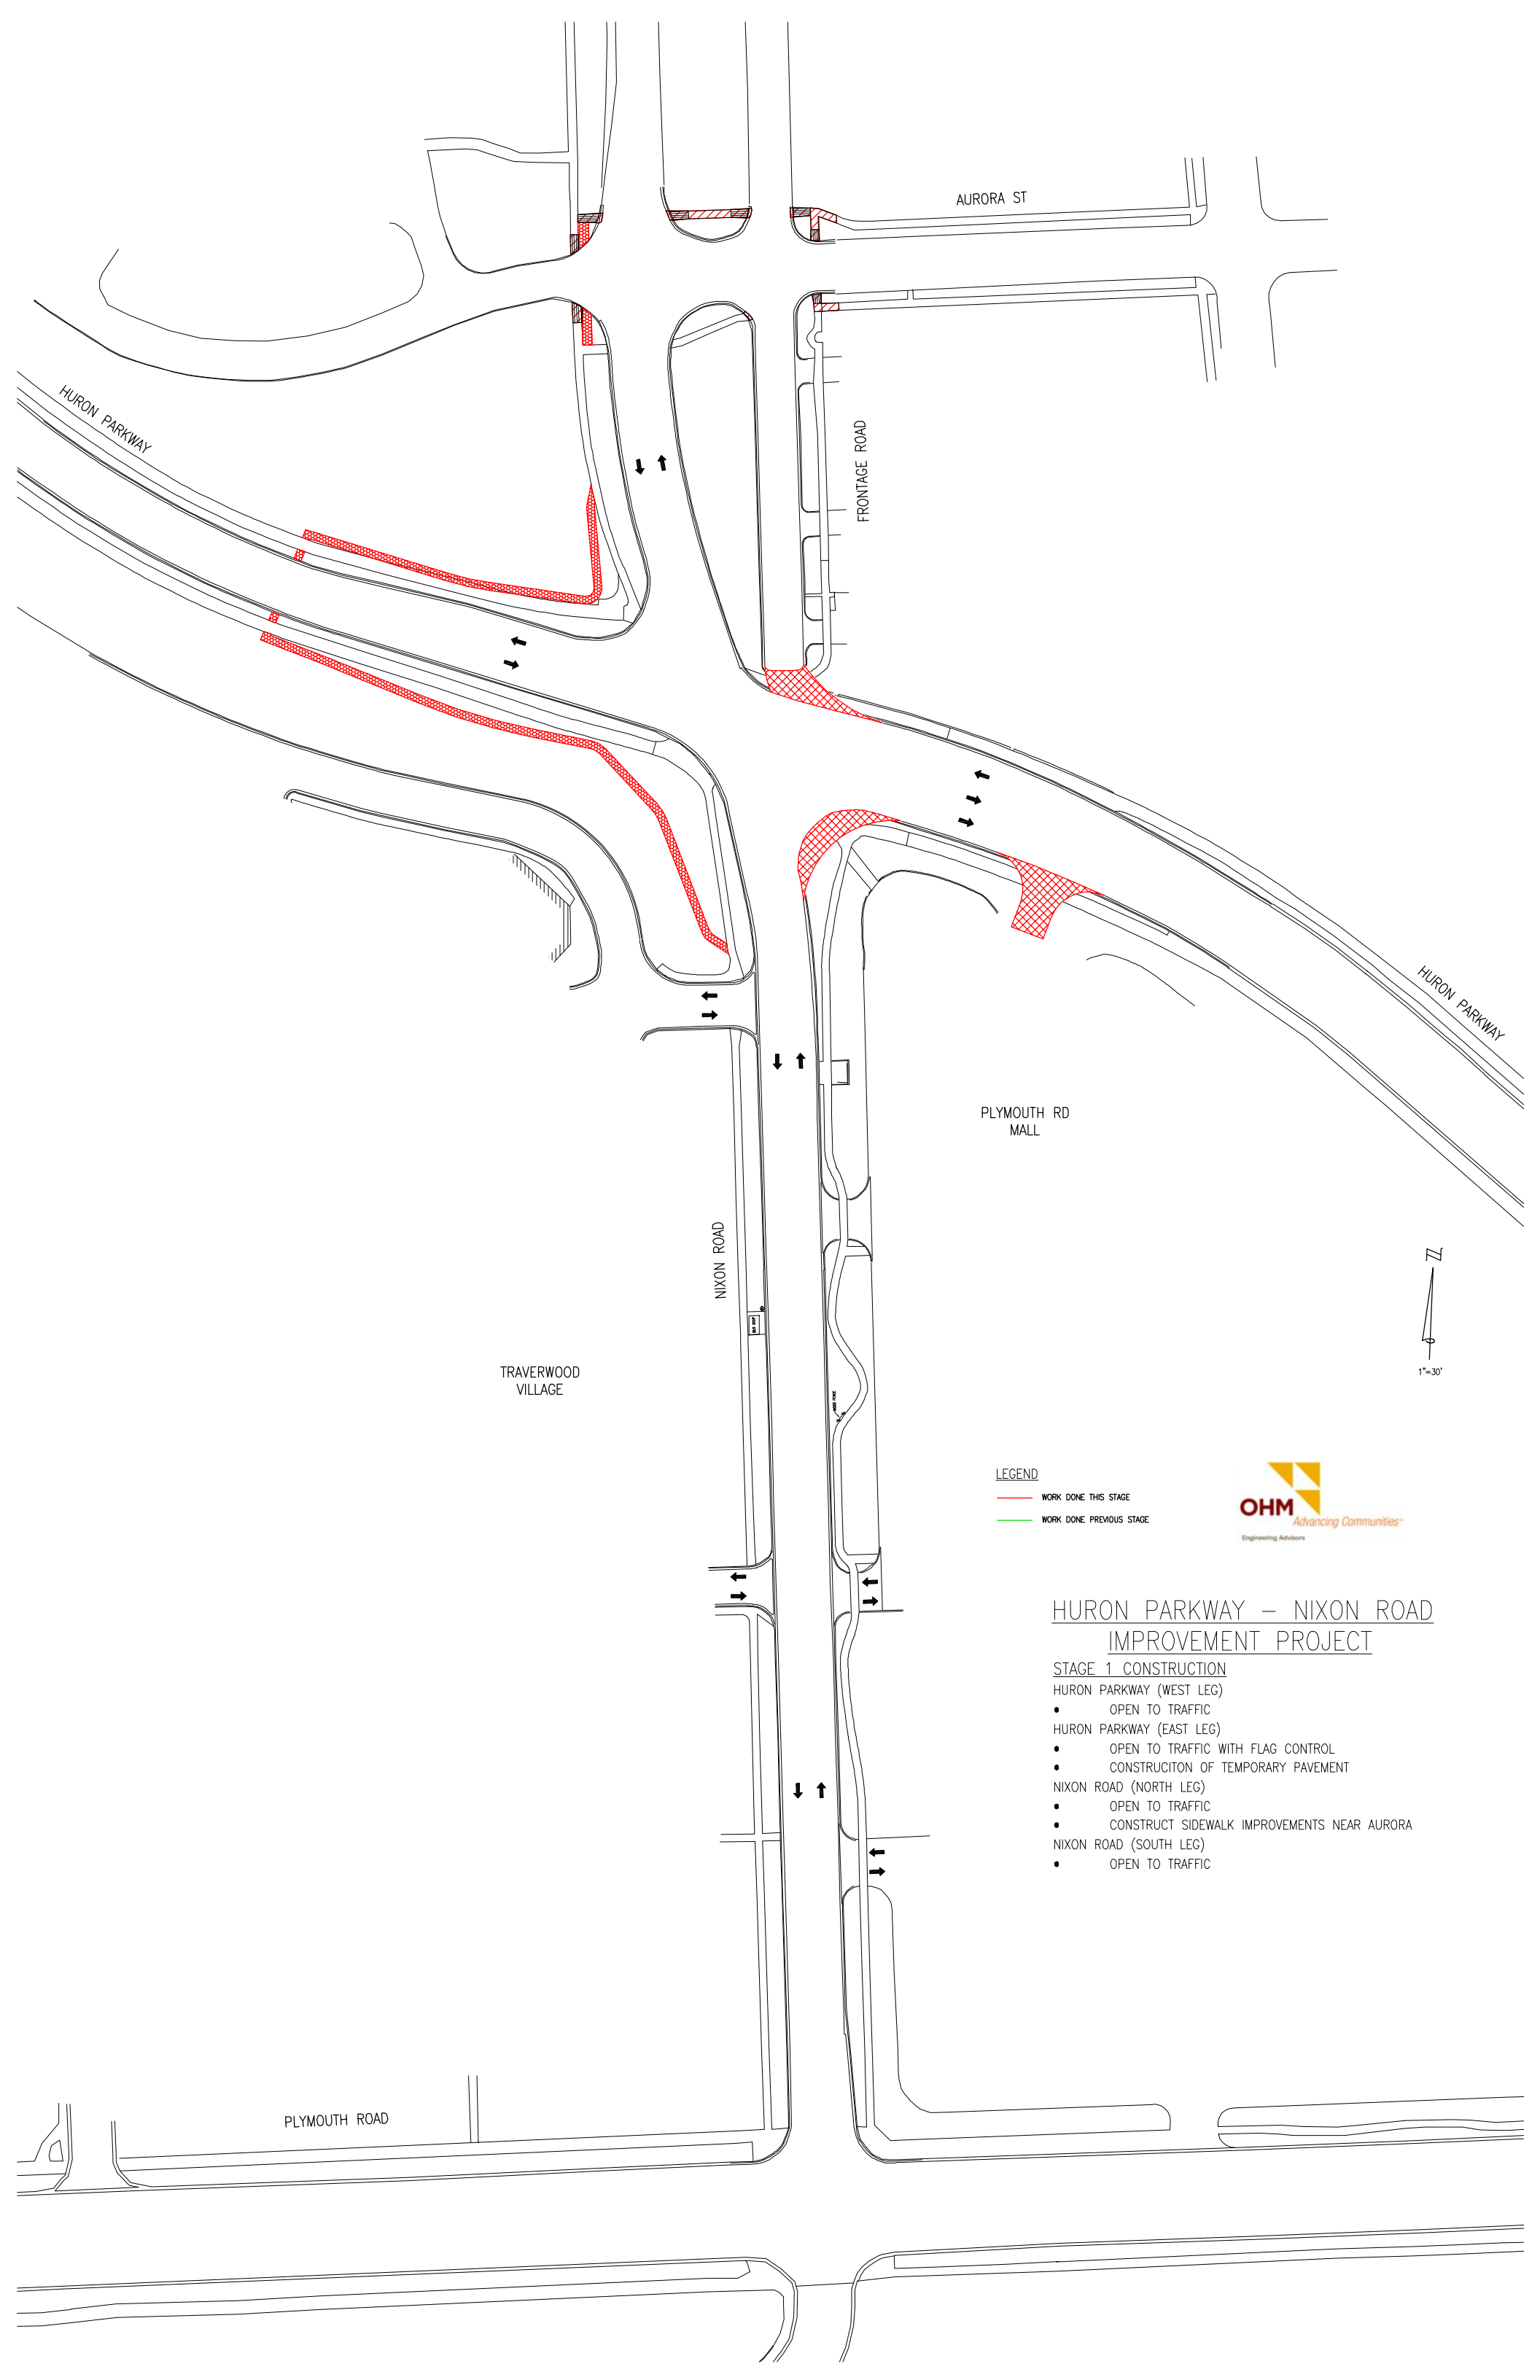 AURORA ST
HURON PARKWAY
FRONTAGE ROAD
HURON PARKWAY
PLYMOUTH RD
MALL
NIXON ROAD
BUS STOP
TRAVERWOOD
VILLAGE
WOOD FENCE
1"=30'
LEGEND
WORK DONE THIS STAGE
WORK DONE PREVIOUS STAGE
OHM
Advancing Communities
Engineering Advisors
HURON PARKWAY – NIXON ROAD
IMPROVEMENT PROJECT
STAGE 1 CONSTRUCTION
HURON PARKWAY (WEST LEG)
• OPEN TO TRAFFIC
HURON PARKWAY (EAST LEG)
• OPEN TO TRAFFIC WITH FLAG CONTROL
• CONSTRUCITON OF TEMPORARY PAVEMENT
NIXON ROAD (NORTH LEG)
• OPEN TO TRAFFIC
• CONSTRUCT SIDEWALK IMPROVEMENTS NEAR AURORA
NIXON ROAD (SOUTH LEG)
• OPEN TO TRAFFIC
PLYMOUTH ROAD